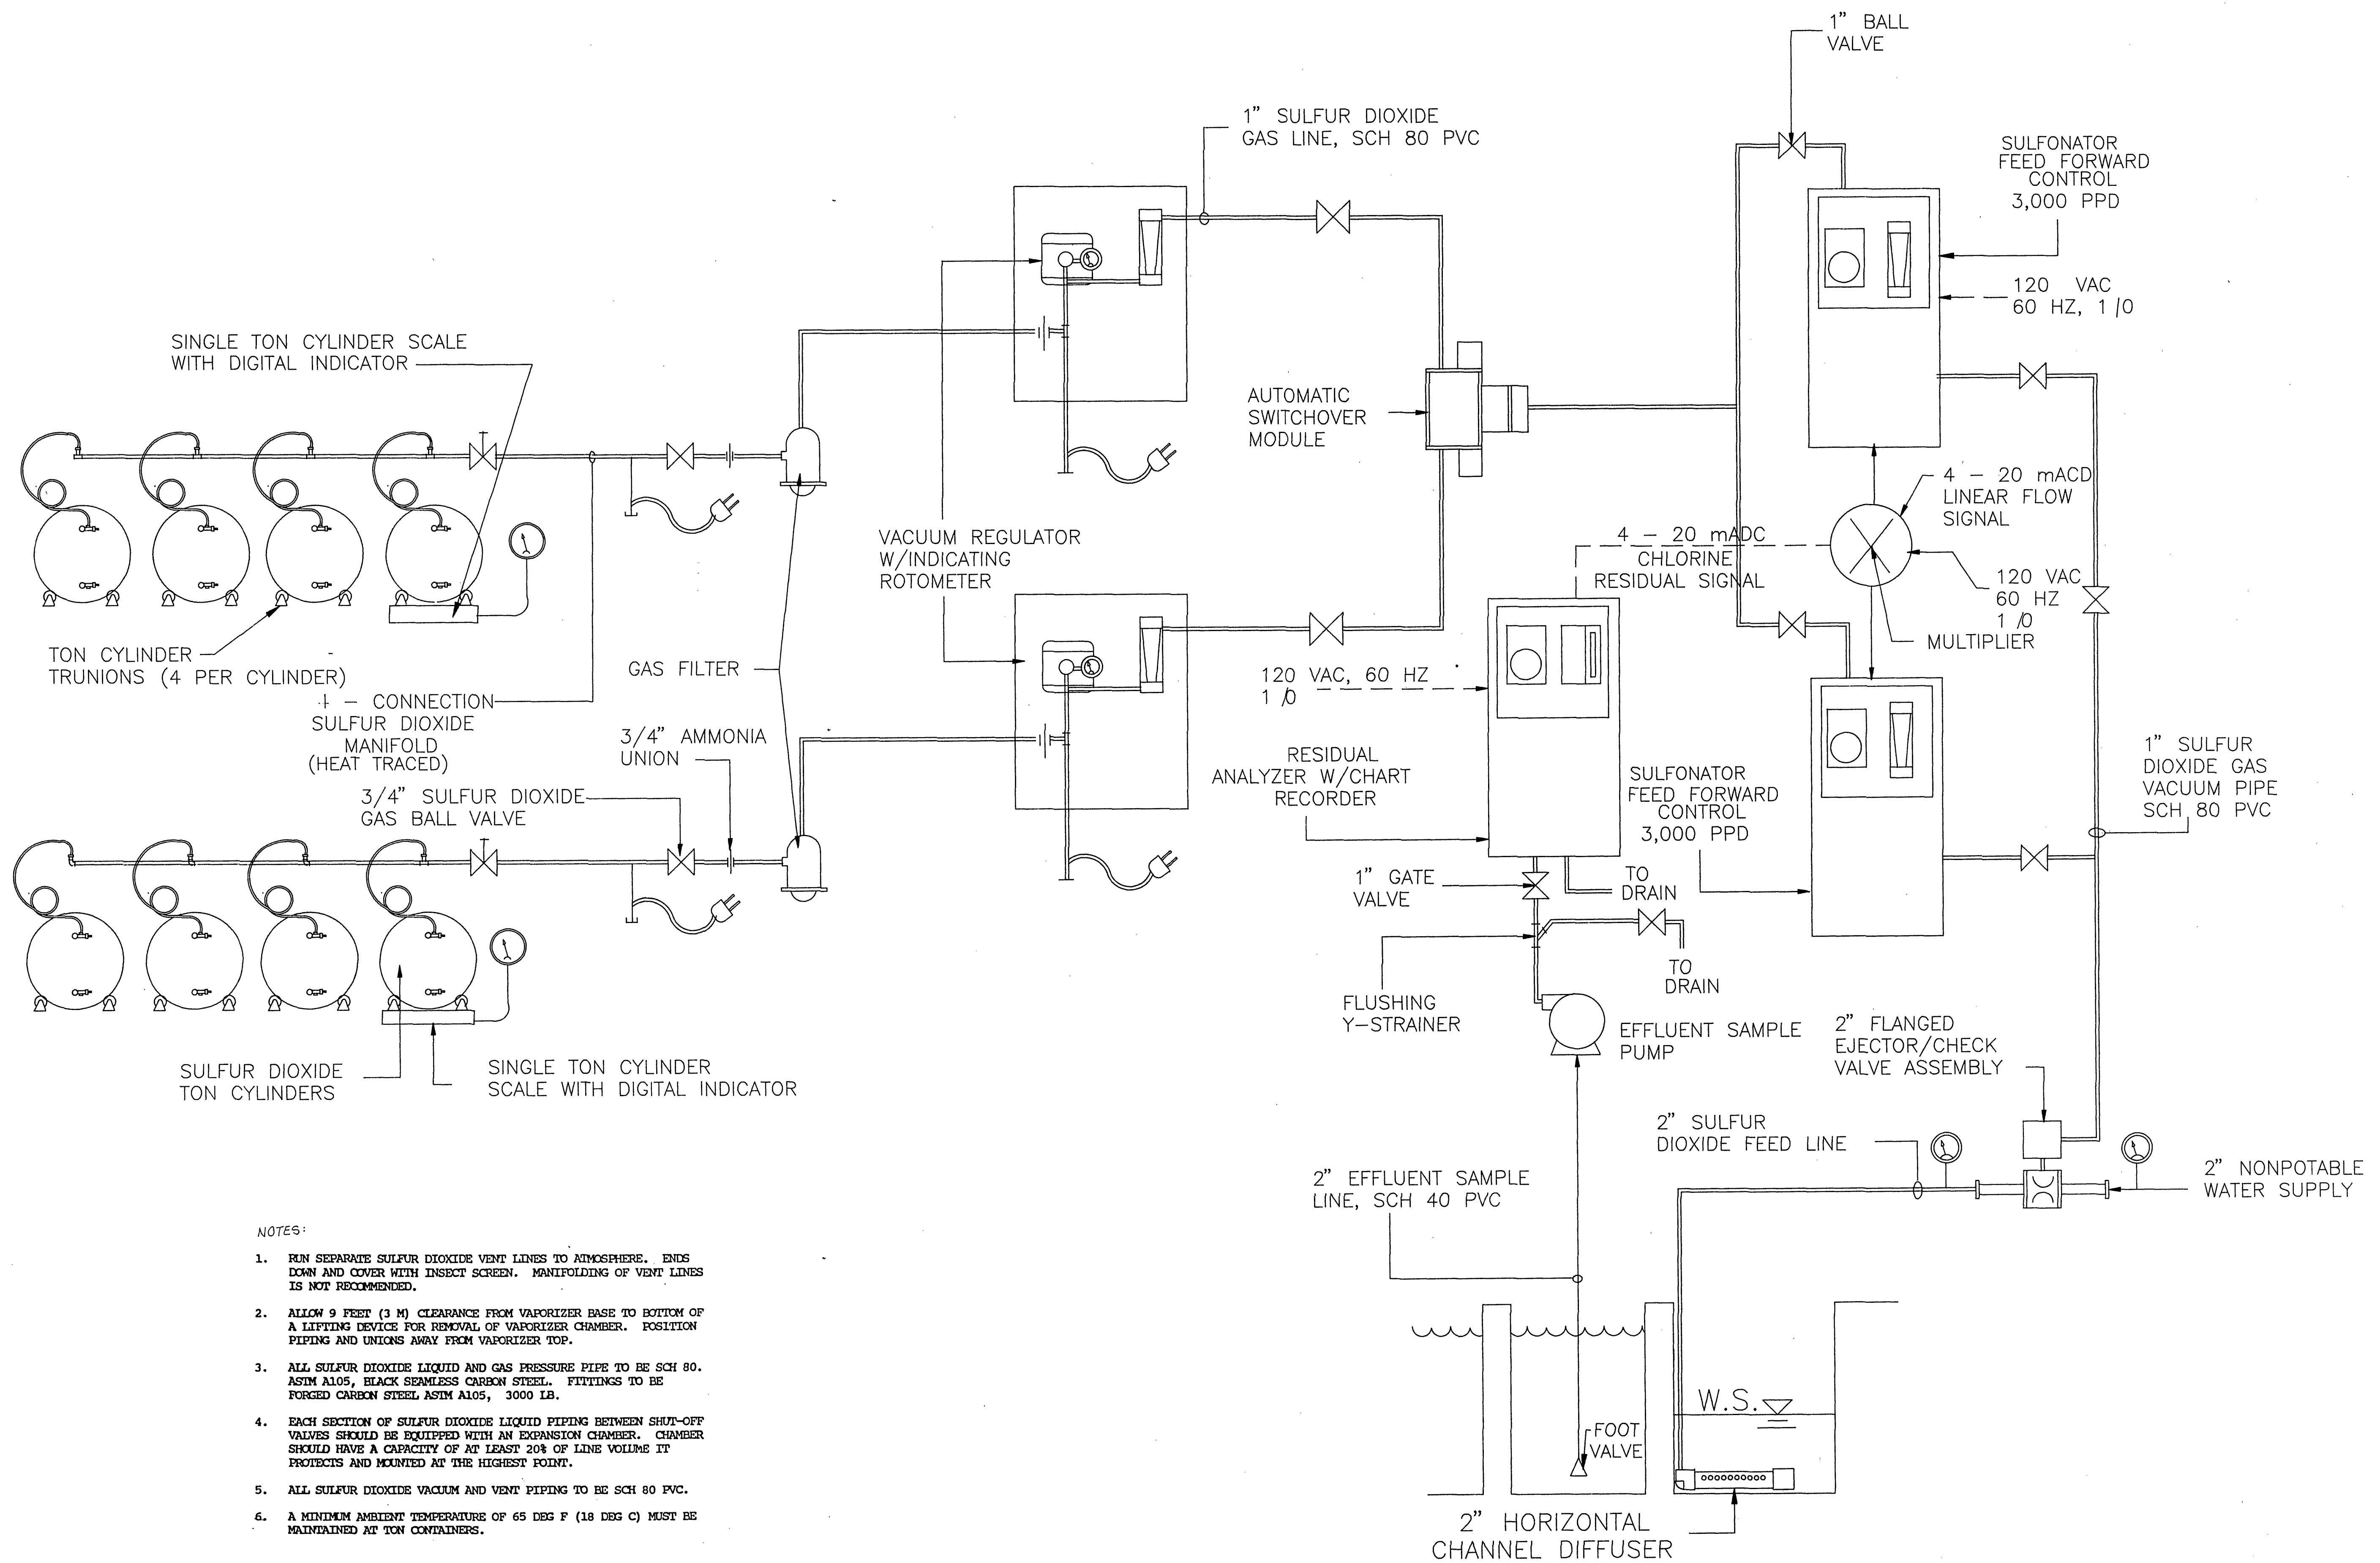 1" BALL
VALVE
1" SULFUR DIOXIDE
GAS LINE, SCH 80 PVC
SULFONATOR
FEED FORWARD
CONTROL
3,000 PPD
120 VAC
60 HZ, 1/0
SINGLE TON CYLINDER SCALE
WITH DIGITAL INDICATOR
AUTOMATIC
SWITCHOVER
MODULE
4 - 20 mACD
LINEAR FLOW
SIGNAL
VACUUM REGULATOR
W/INDICATING
ROTOMETER
4 - 20 mADC
CHLORINE
RESIDUAL SIGNAL
120 VAC
60 HZ
1/0
MULTIPLIER
TON CYLINDER
TRUNIONS (4 PER CYLINDER)
GAS FILTER
120 VAC, 60 HZ
1/0
4 - CONNECTION
SULFUR DIOXIDE
MANIFOLD
(HEAT TRACED)
3/4" AMMONIA
UNION
RESIDUAL
ANALYZER W/CHART
RECORDER
SULFONATOR
FEED FORWARD
CONTROL
3,000 PPD
1" SULFUR
DIOXIDE GAS
VACUUM PIPE
SCH 80 PVC
3/4" SULFUR DIOXIDE
GAS BALL VALVE
1" GATE
VALVE
TO
DRAIN
TO
DRAIN
FLUSHING
Y-STRAINER
EFFLUENT SAMPLE
PUMP
2" FLANGED
EJECTOR/CHECK
VALVE ASSEMBLY
SULFUR DIOXIDE
TON CYLINDERS
SINGLE TON CYLINDER
SCALE WITH DIGITAL INDICATOR
2" SULFUR
DIOXIDE FEED LINE
2" EFFLUENT SAMPLE
LINE, SCH 40 PVC
2" NONPOTABLE
WATER SUPPLY
NOTES:
1. RUN SEPARATE SULFUR DIOXIDE VENT LINES TO ATMOSPHERE. ENDS
DOWN AND COVER WITH INSECT SCREEN. MANIFOLDING OF VENT LINES
IS NOT RECOMMENDED.
2. ALLOW 9 FEET (3 M) CLEARANCE FROM VAPORIZER BASE TO BOTTOM OF
A LIFTING DEVICE FOR REMOVAL OF VAPORIZER CHAMBER. POSITION
PIPING AND UNIONS AWAY FROM VAPORIZER TOP.
3. ALL SULFUR DIOXIDE LIQUID AND GAS PRESSURE PIPE TO BE SCH 80.
ASTM A105, BLACK SEAMLESS CARBON STEEL. FITTINGS TO BE
FORGED CARBON STEEL ASTM A105, 3000 LB.
4. EACH SECTION OF SULFUR DIOXIDE LIQUID PIPING BETWEEN SHUT-OFF
VALVES SHOULD BE EQUIPPED WITH AN EXPANSION CHAMBER. CHAMBER
SHOULD HAVE A CAPACITY OF AT LEAST 20% OF LINE VOLUME IT
PROTECTS AND MOUNTED AT THE HIGHEST POINT.
5. ALL SULFUR DIOXIDE VACUUM AND VENT PIPING TO BE SCH 80 PVC.
6. A MINIMUM AMBIENT TEMPERATURE OF 65 DEG F (18 DEG C) MUST BE
MAINTAINED AT TON CONTAINERS.
W.S.
FOOT
VALVE
2" HORIZONTAL
CHANNEL DIFFUSER